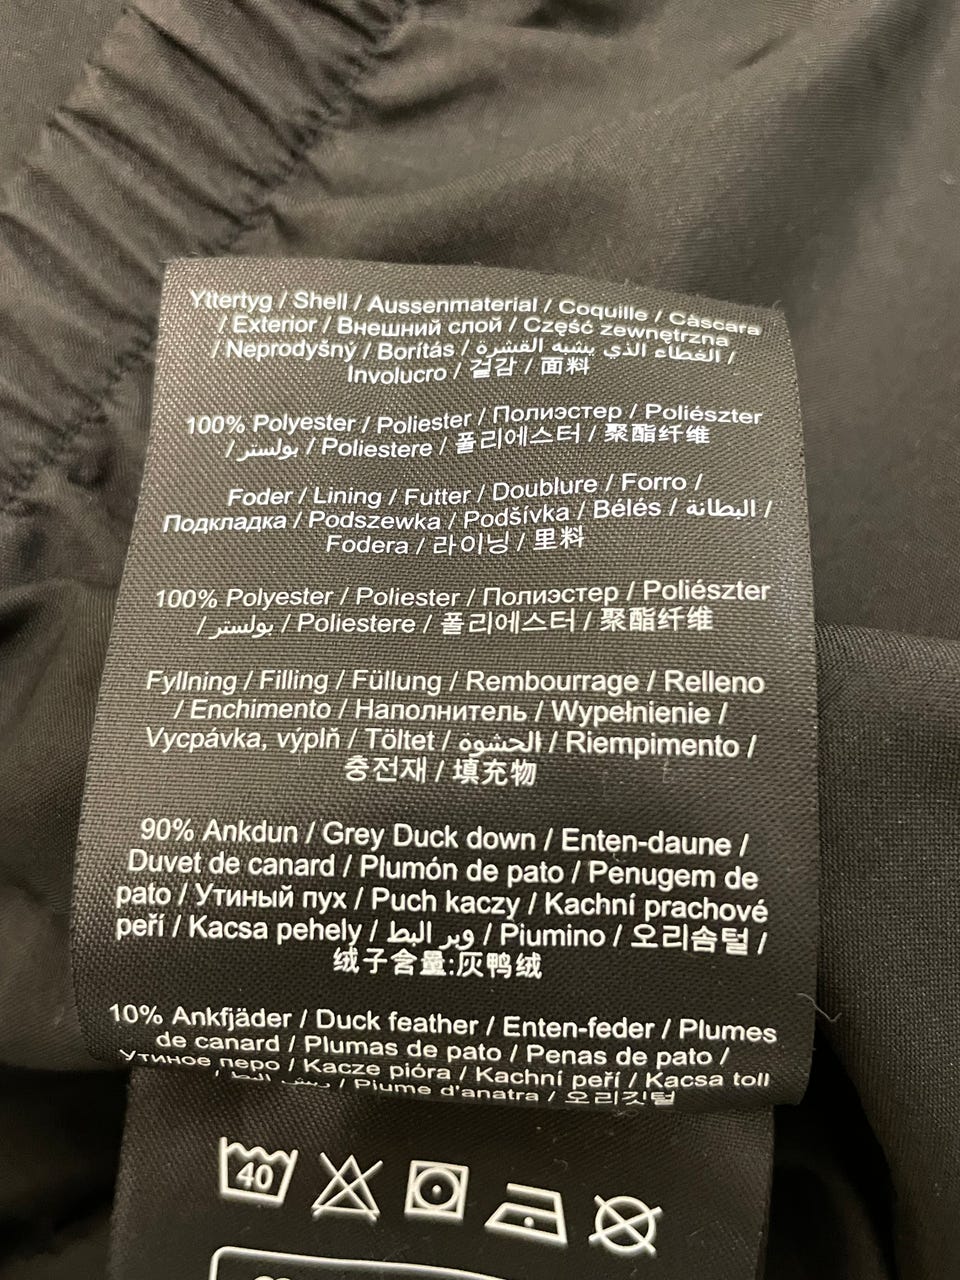 Yttertyg / Shell / Aussenmaterial / Coquille / Càscara
/ Exterior / Внешний слой / Część zewnętrzna
/ Neprodyšný / Borítás / الغطاء الذي يشبه القشرة /
Involucro / 겉감 / 面料
100% Polyester / Poliester / Полиэстер / Poliészter
/ بولستر / Poliestere / 폴리에스터 / 聚酯纤维
Foder / Lining / Futter / Doublure / Forro /
Подкладка / Podszewka / Podšívka / Bélés / البطانة /
Fodera / 라이닝 / 里料
100% Polyester / Poliester / Полиэстер / Poliészter
/ بولستر / Poliestere / 폴리에스터 / 聚酯纤维
Fyllning / Filling / Füllung / Rembourrage / Relleno
/ Enchimento / Наполнитель / Wypełnienie /
Vycpávka, výplň / Töltet / الحشوة / Riempimento /
충전재 / 填充物
90% Ankdun / Grey Duck down / Enten-daune /
Duvet de canard / Plumón de pato / Penugem de
pato / Утиный пух / Puch kaczy / Kachní prachové
peří / Kacsa pehely / وبر البط / Piumino / 오리솜털 /
绒子含量:灰鸭绒
10% Ankfjäder / Duck feather / Enten-feder / Plumes
de canard / Plumas de pato / Penas de pato /
Утиное перо / Kacze pióra / Kachní peří / Kacsa toll
/ ريش البط / Piume d'anatra / 오리깃털
40